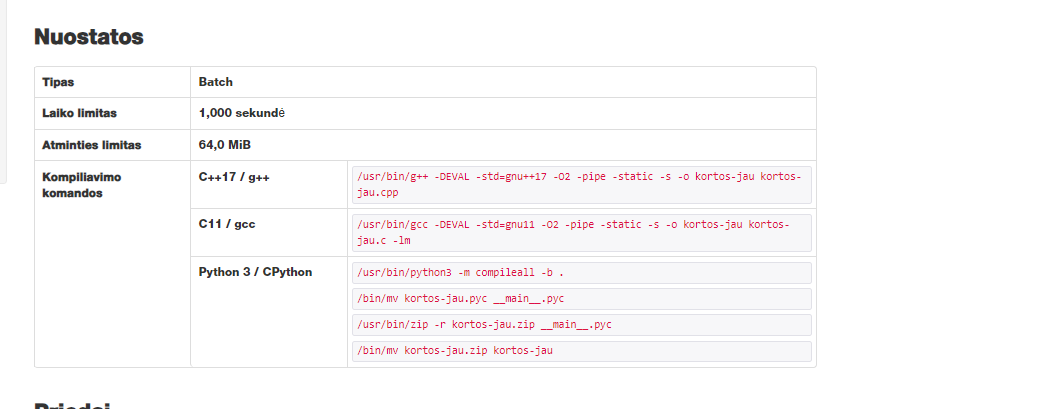 Nuostatos
Tipas
Batch
Laiko limitas
1,000 sekundė
Atminties limitas
64,0 MiB
Kompiliavimo
komandos
C++17 / g++
/usr/bin/g++ -DEVAL -std=gnu++17 -O2 -pipe -static -s -o kortos-jau kortos-
jau.cpp
C11 / gcc
/usr/bin/gcc -DEVAL -std=gnu11 -O2 -pipe -static -s -o kortos-jau kortos-
jau.c -lm
Python 3 / CPython
/usr/bin/python3 -m compileall -b .
/bin/mv kortos-jau.pyc __main__.pyc
/usr/bin/zip -r kortos-jau.zip __main__.pyc
/bin/mv kortos-jau.zip kortos-jau
Priedai